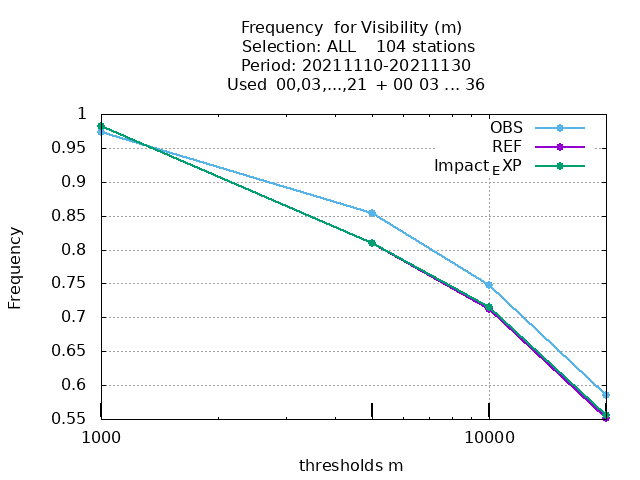 Frequency for Visibility (m)
Selection: ALL 104 stations
Period: 20211110-20211130
Used 00,03,...,21 + 00 03 ... 36
1
0.95
0.9
0.85
0.8
0.75
0.7
0.65
0.6
0.55
Frequency
OBS
REF
Impact_EXP
1000
10000
thresholds m